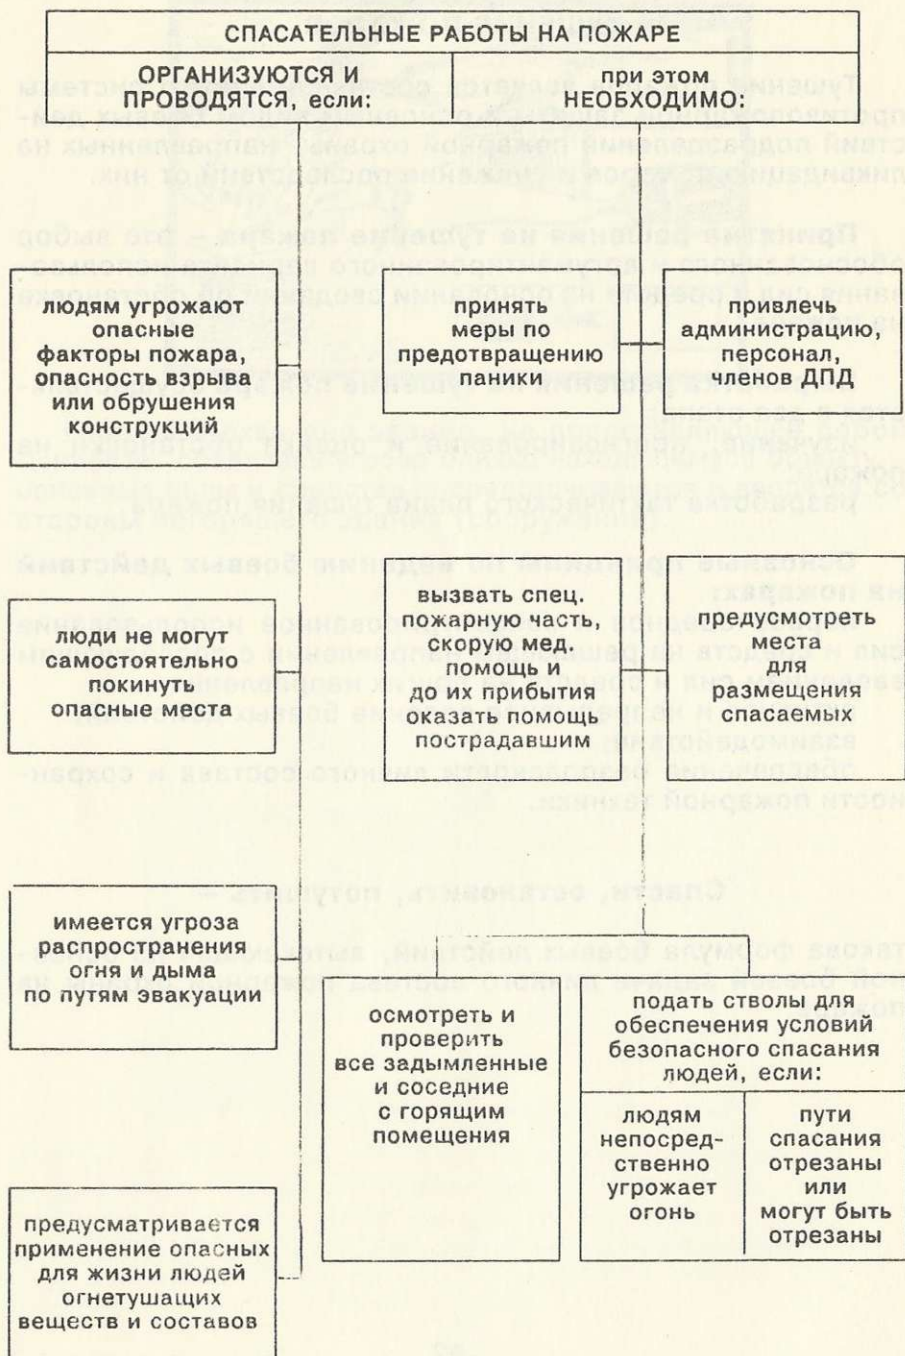 СПАСАТЕЛЬНЫЕ РАБОТЫ НА ПОЖАРЕ
ОРГАНИЗУЮТСЯ И
ПРОВОДЯТСЯ, если:
при этом
НЕОБХОДИМО:
людям угрожают
опасные
факторы пожара,
опасность взрыва
или обрушения
конструкций
принять
меры по
предотвращению
паники
привлечь
администрацию,
персонал,
членов ДПД
люди не могут
самостоятельно
покинуть
опасные места
вызвать спец.
пожарную часть,
скорую мед.
помощь и
до их прибытия
оказать помощь
пострадавшим
предусмотреть
места
для
размещения
спасаемых
имеется угроза
распространения
огня и дыма
по путям эвакуации
осмотреть и
проверить
все задымленные
и соседние
с горящим
помещения
подать стволы для
обеспечения условий
безопасного спасания
людей, если:
людям
непосред-
ственно
угрожает
огонь
пути
спасания
отрезаны
или
могут быть
отрезаны
предусматривается
применение опасных
для жизни людей
огнетушащих
веществ и составов